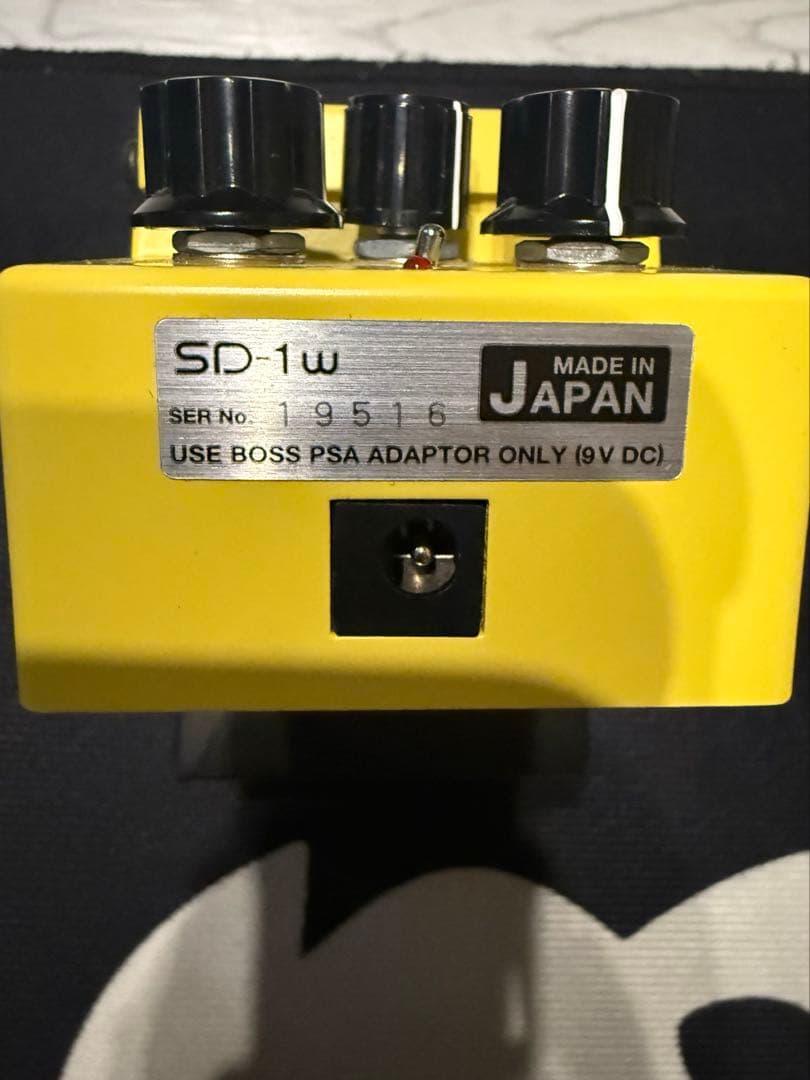 SD-1w
MADE IN
JAPAN
SER No. 19516
USE BOSS PSA ADAPTOR ONLY (9V DC)